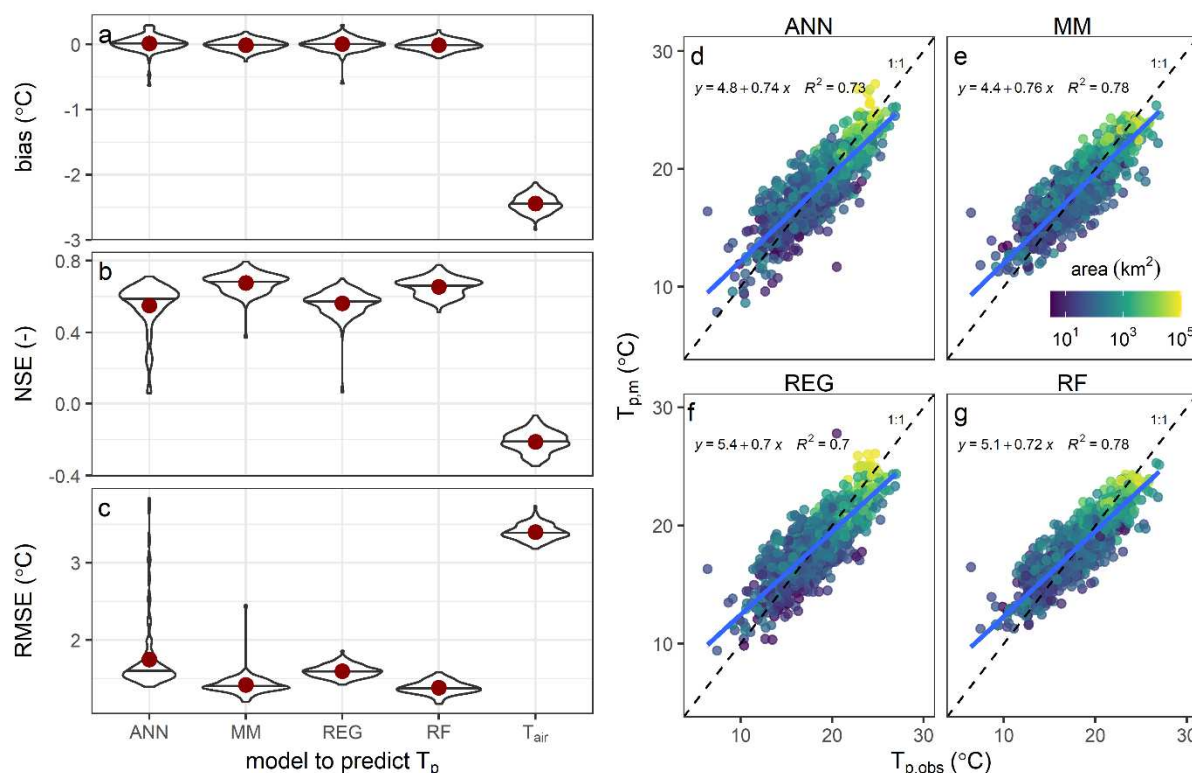 a
bias (°C)
0
-1
-2
-3
b
NSE (-)
0.8
0.4
0.0
-0.4
c
RMSE (°C)
3
2
ANN MM REG RF Tair
model to predict Tp
ANN
d
1:1
y = 4.8 + 0.74 x R² = 0.73
MM
e
1:1
y = 4.4 + 0.76 x R² = 0.78
area (km²)
10¹ 10³ 10⁵
REG
f
1:1
y = 5.4 + 0.7 x R² = 0.7
RF
g
1:1
y = 5.1 + 0.72 x R² = 0.78
30
20
10
30
20
10
Tp,m (°C)
10 20 30 10 20 30
Tp,obs (°C)